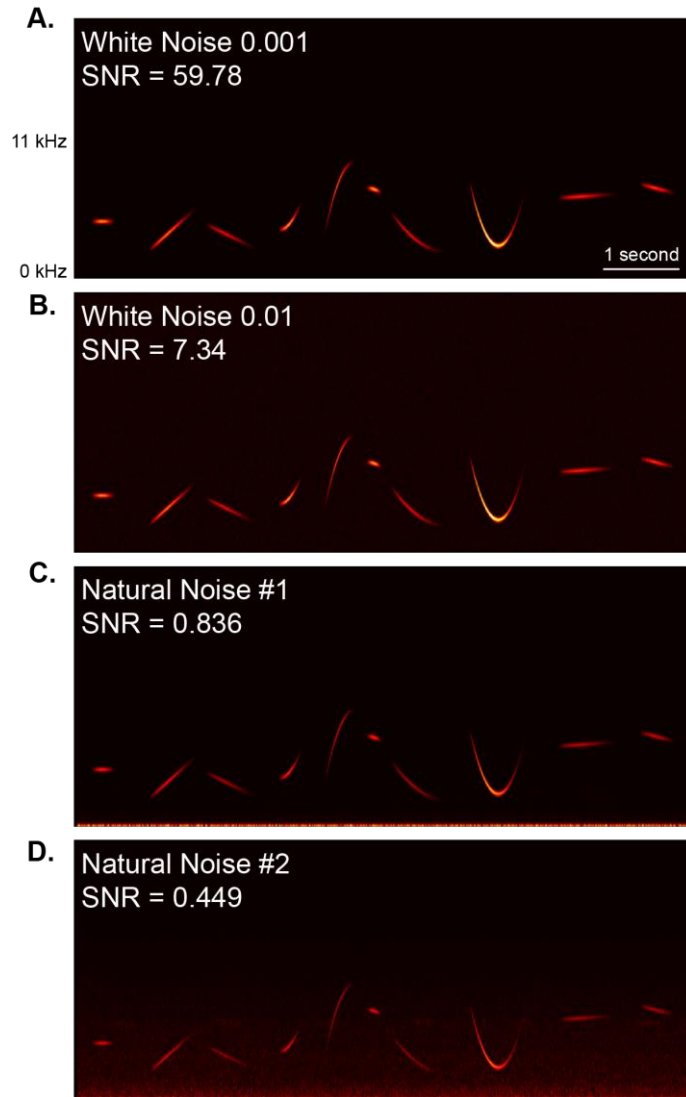 A.
White Noise 0.001
SNR = 59.78
11 kHz
0 kHz
1 second
B.
White Noise 0.01
SNR = 7.34
C.
Natural Noise #1
SNR = 0.836
D.
Natural Noise #2
SNR = 0.449